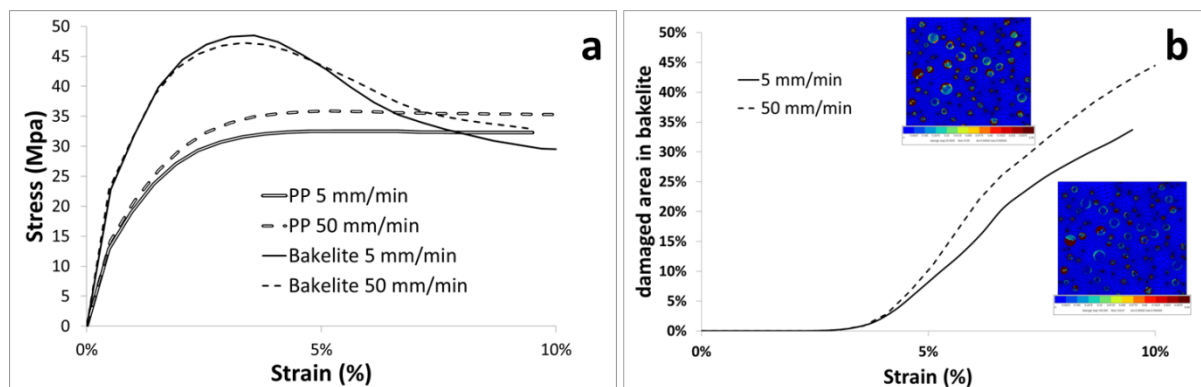 a
50
45
40
35
30
25
20
15
10
5
0
Stress (Mpa)
PP 5 mm/min
PP 50 mm/min
Bakelite 5 mm/min
Bakelite 50 mm/min
0%
5%
10%
Strain (%)
b
50%
45%
40%
35%
30%
25%
20%
15%
10%
5%
0%
damaged area in bakelite
5 mm/min
50 mm/min
0%
5%
10%
Strain (%)